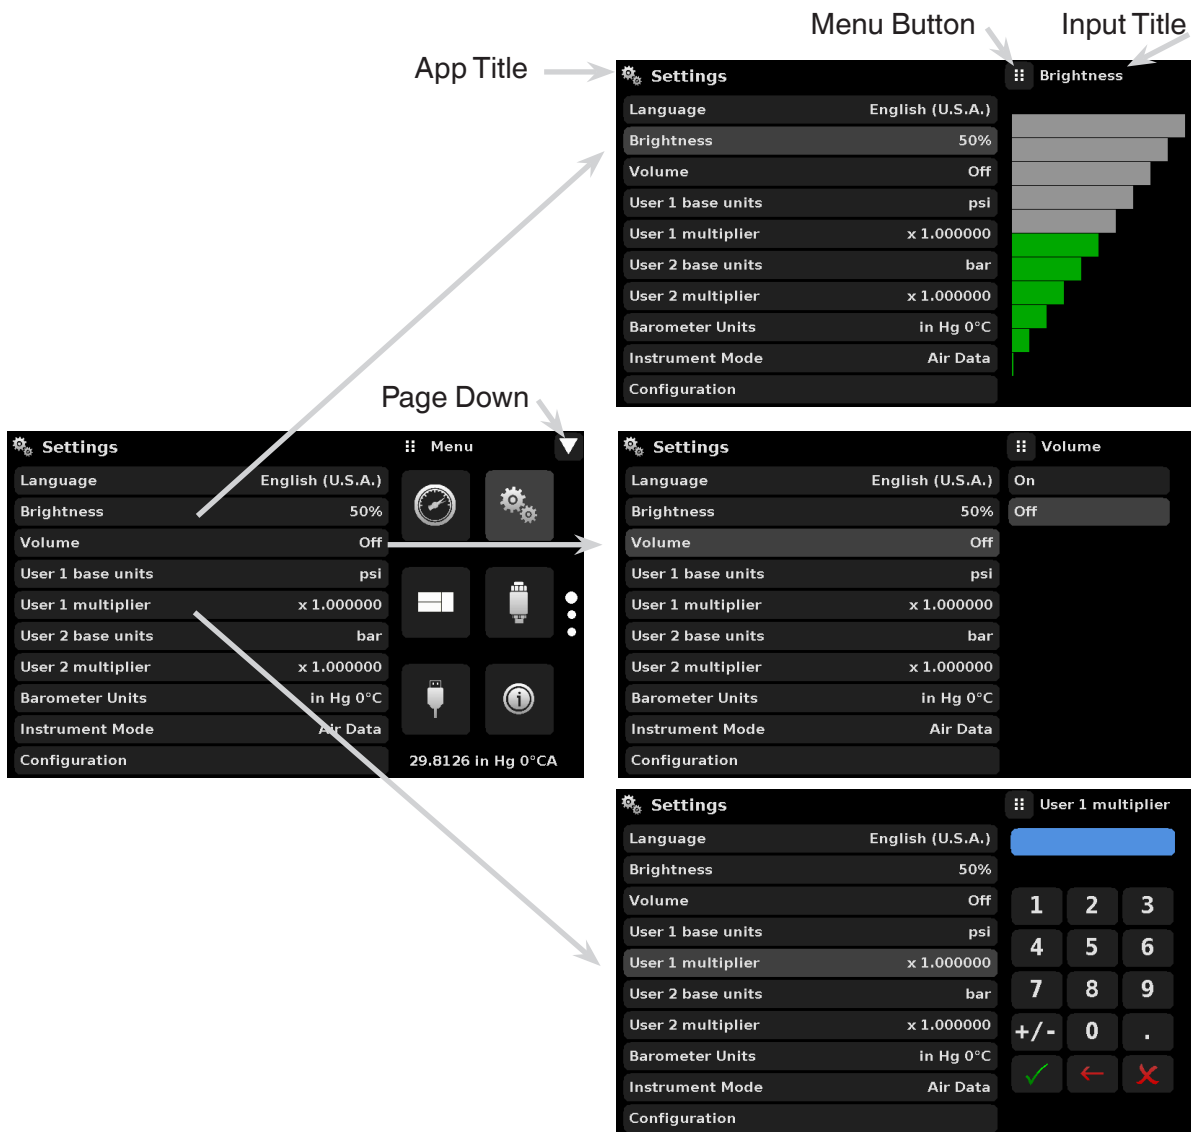 Menu Button
Input Title
App Title
Settings
Brightness
Language English (U.S.A.)
Brightness 50%
Volume Off
User 1 base units psi
User 1 multiplier x 1.000000
User 2 base units bar
User 2 multiplier x 1.000000
Barometer Units in Hg 0°C
Instrument Mode Air Data
Configuration
Page Down
Settings
Menu
Language English (U.S.A.)
Brightness 50%
Volume Off
User 1 base units psi
User 1 multiplier x 1.000000
User 2 base units bar
User 2 multiplier x 1.000000
Barometer Units in Hg 0°C
Instrument Mode Air Data
Configuration
29.8126 in Hg 0°CA
Settings
Volume
Language English (U.S.A.)
Brightness 50%
Volume Off
User 1 base units psi
User 1 multiplier x 1.000000
User 2 base units bar
User 2 multiplier x 1.000000
Barometer Units in Hg 0°C
Instrument Mode Air Data
Configuration
On
Off
Settings
User 1 multiplier
Language English (U.S.A.)
Brightness 50%
Volume Off
User 1 base units psi
User 1 multiplier x 1.000000
User 2 base units bar
User 2 multiplier x 1.000000
Barometer Units in Hg 0°C
Instrument Mode Air Data
Configuration
1 2 3
4 5 6
7 8 9
+/- 0 .